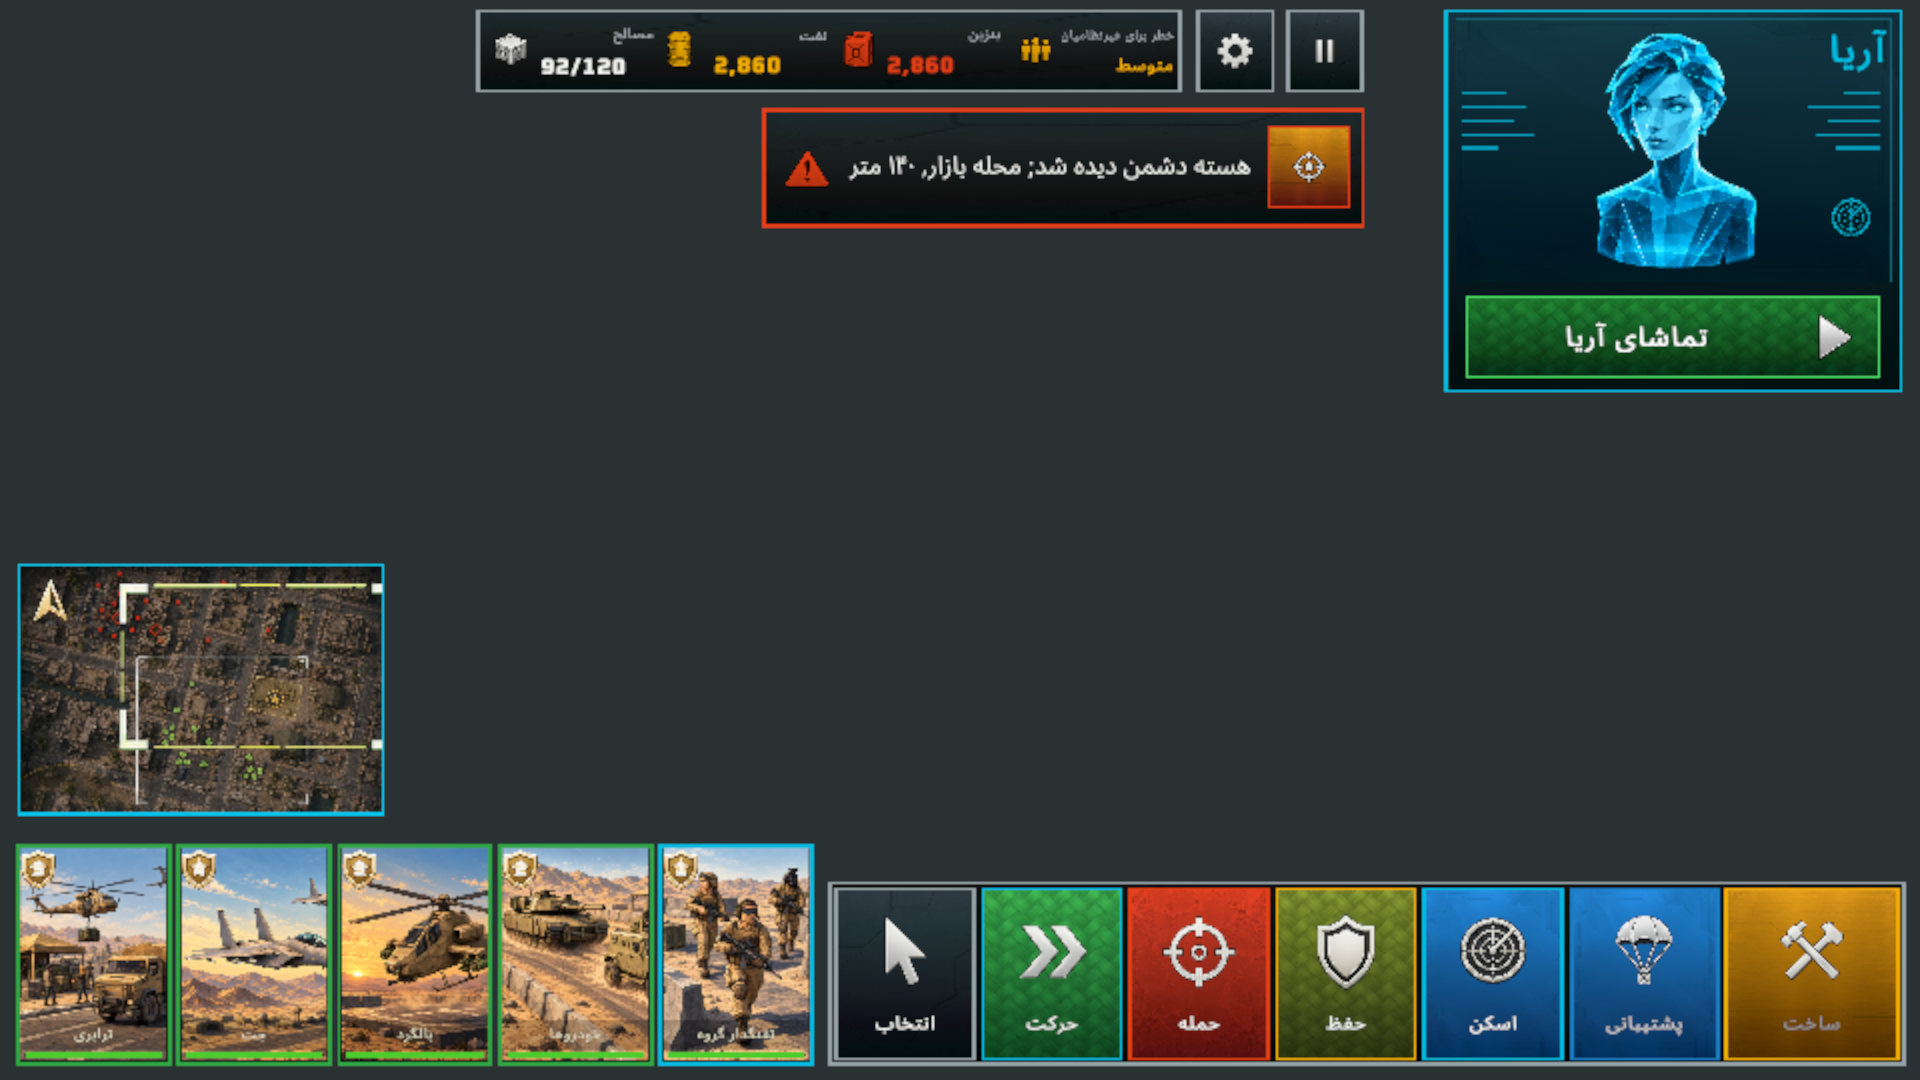 مصالح
92/120
نفت
2,860
بنزین
2,860
خطر برای غیرنظامیان
متوسط
هسته دشمن دیده شد; محله بازار, ۱۴۰ متر
آریا
تماشای آریا
ترابری
جت
بالگرد
خودروها
تفنگدار گروه
انتخاب
حرکت
حمله
حفظ
اسکن
پشتیبانی
ساخت